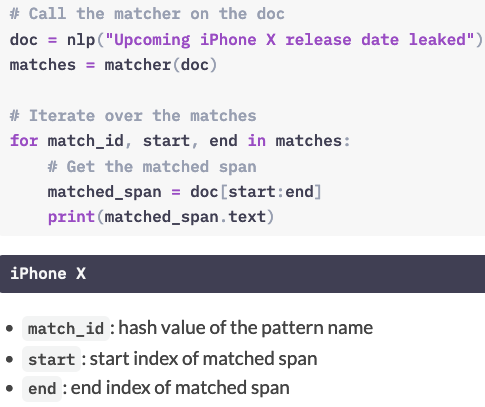 # Call the matcher on the doc
doc = nlp("Upcoming iPhone X release date leaked")
matches = matcher(doc)
# Iterate over the matches
for match_id, start, end in matches:
# Get the matched span
matched_span = doc[start:end]
print(matched_span.text)
iPhone X
• match_id: hash value of the pattern name
• start: start index of matched span
• end: end index of matched span